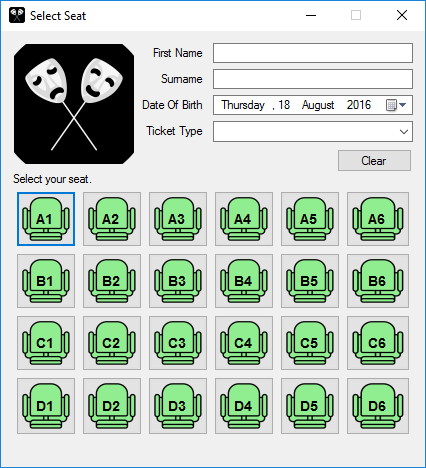 Select Seat
First Name
Surname
Date Of Birth Thursday , 18 August 2016
Ticket Type
Clear
Select your seat.
A1 A2 A3 A4 A5 A6
B1 B2 B3 B4 B5 B6
C1 C2 C3 C4 C5 C6
D1 D2 D3 D4 D5 D6